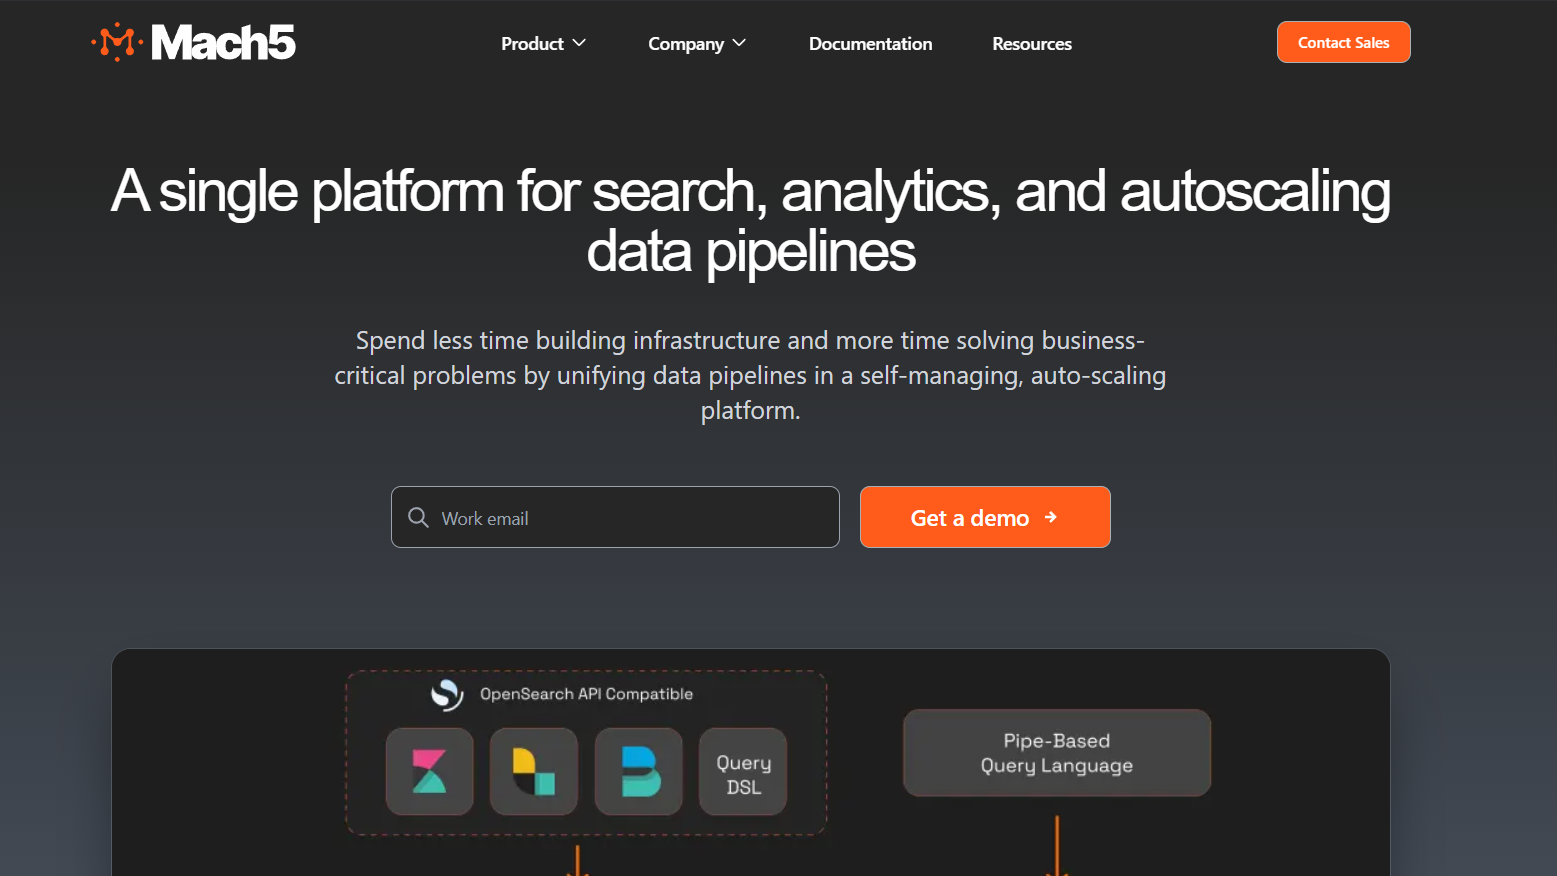 Mach5
Product
Company
Documentation
Resources
Contact Sales
A single platform for search, analytics, and autoscaling
data pipelines
Spend less time building infrastructure and more time solving business-
critical problems by unifying data pipelines in a self-managing, auto-scaling
platform.
Work email
Get a demo
OpenSearch API Compatible
Query
DSL
Pipe-Based
Query Language